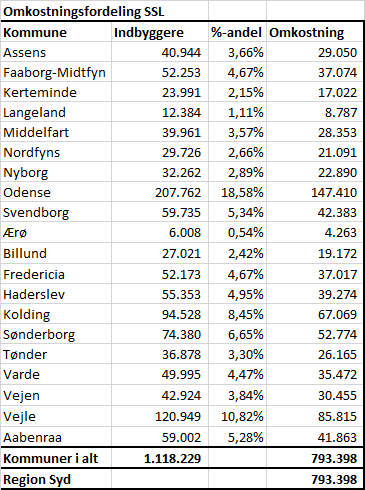 Omkostningsfordeling SSL
Kommune Indbyggere %-andel Omkostning
Assens 40.944 3,66% 29.050
Faaborg-Midtfyn 52.253 4,67% 37.074
Kerteminde 23.991 2,15% 17.022
Langeland 12.384 1,11% 8.787
Middelfart 39.961 3,57% 28.353
Nordfyns 29.726 2,66% 21.091
Nyborg 32.262 2,89% 22.890
Odense 207.762 18,58% 147.410
Svendborg 59.735 5,34% 42.383
Ærø 6.008 0,54% 4.263
Billund 27.021 2,42% 19.172
Fredericia 52.173 4,67% 37.017
Haderslev 55.353 4,95% 39.274
Kolding 94.528 8,45% 67.069
Sønderborg 74.380 6,65% 52.774
Tønder 36.878 3,30% 26.165
Varde 49.995 4,47% 35.472
Vejen 42.924 3,84% 30.455
Vejle 120.949 10,82% 85.815
Aabenraa 59.002 5,28% 41.863
Kommuner i alt 1.118.229 793.398
Region Syd 793.398